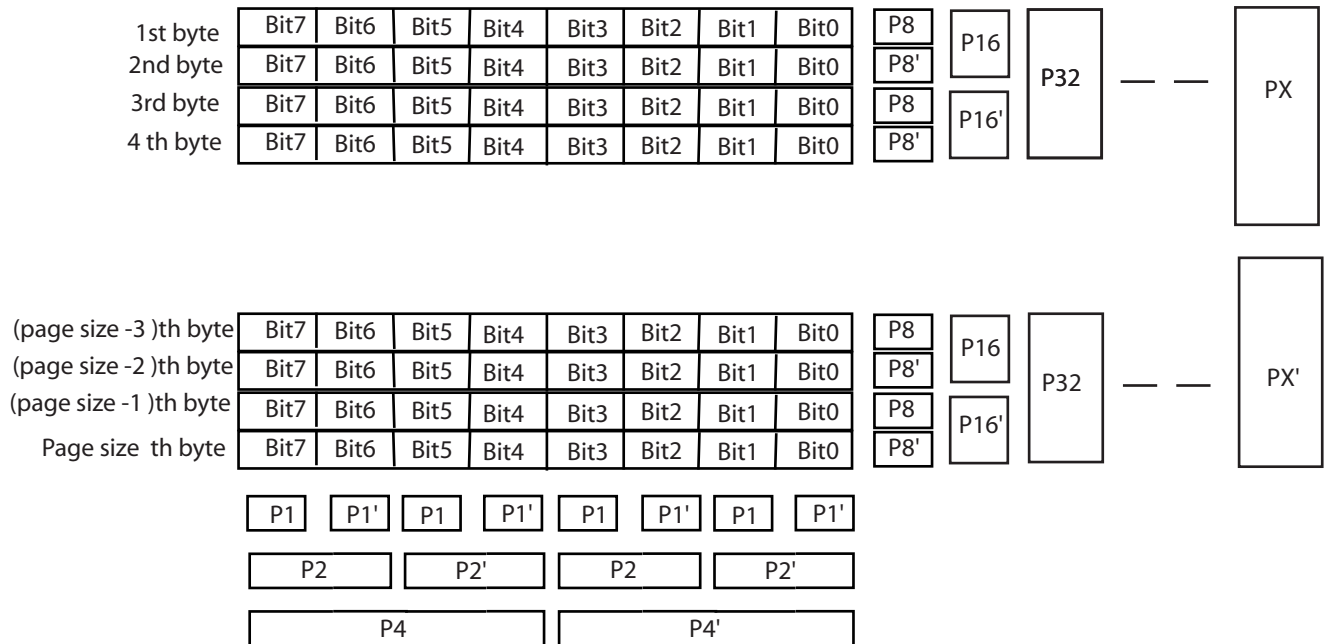 1st byte Bit7 Bit6 Bit5 Bit4 Bit3 Bit2 Bit1 Bit0 P8 P16 P32 PX
2nd byte Bit7 Bit6 Bit5 Bit4 Bit3 Bit2 Bit1 Bit0 P8'
3rd byte Bit7 Bit6 Bit5 Bit4 Bit3 Bit2 Bit1 Bit0 P8 P16'
4 th byte Bit7 Bit6 Bit5 Bit4 Bit3 Bit2 Bit1 Bit0 P8'
(page size -3 )th byte Bit7 Bit6 Bit5 Bit4 Bit3 Bit2 Bit1 Bit0 P8 P16 P32 PX'
(page size -2 )th byte Bit7 Bit6 Bit5 Bit4 Bit3 Bit2 Bit1 Bit0 P8'
(page size -1 )th byte Bit7 Bit6 Bit5 Bit4 Bit3 Bit2 Bit1 Bit0 P8 P16'
Page size th byte Bit7 Bit6 Bit5 Bit4 Bit3 Bit2 Bit1 Bit0 P8'
P1 P1' P1 P1' P1 P1' P1 P1'
P2 P2' P2 P2'
P4 P4'